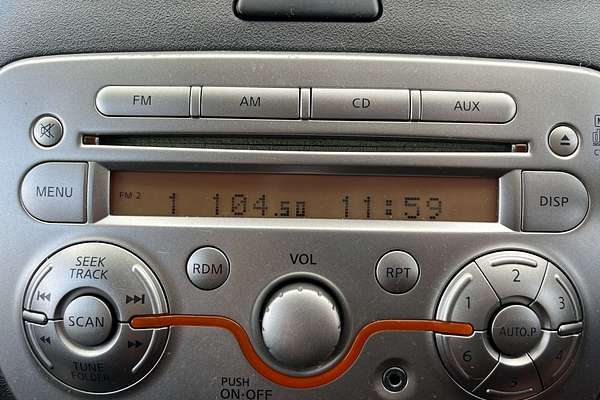 FM AM CD AUX
MENU
FM 2 1 104.50 11:59
DISP
SEEK
TRACK
SCAN
TUNE
FOLDER
RDM
VOL
RPT
PUSH
ON·OFF
1
2
3
AUTO.P
6
5